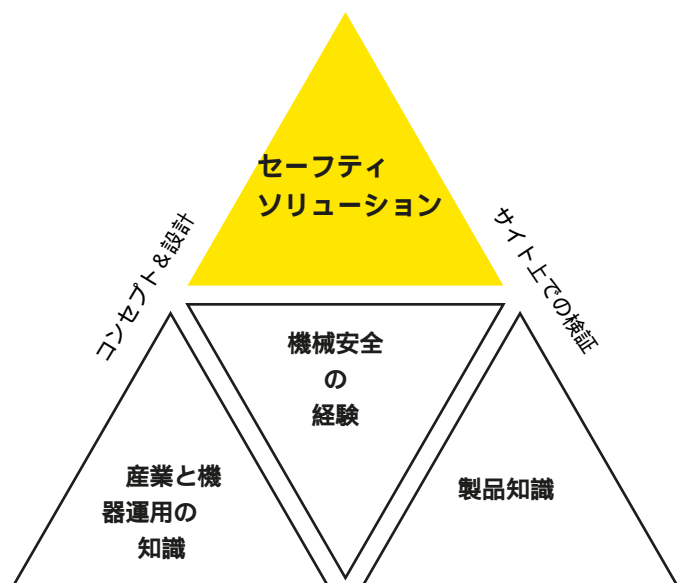 セーフティ
ソリューション
コンセプト＆設計
サイト上での検証
機械安全
の
経験
産業と機
器運用の
知識
製品知識